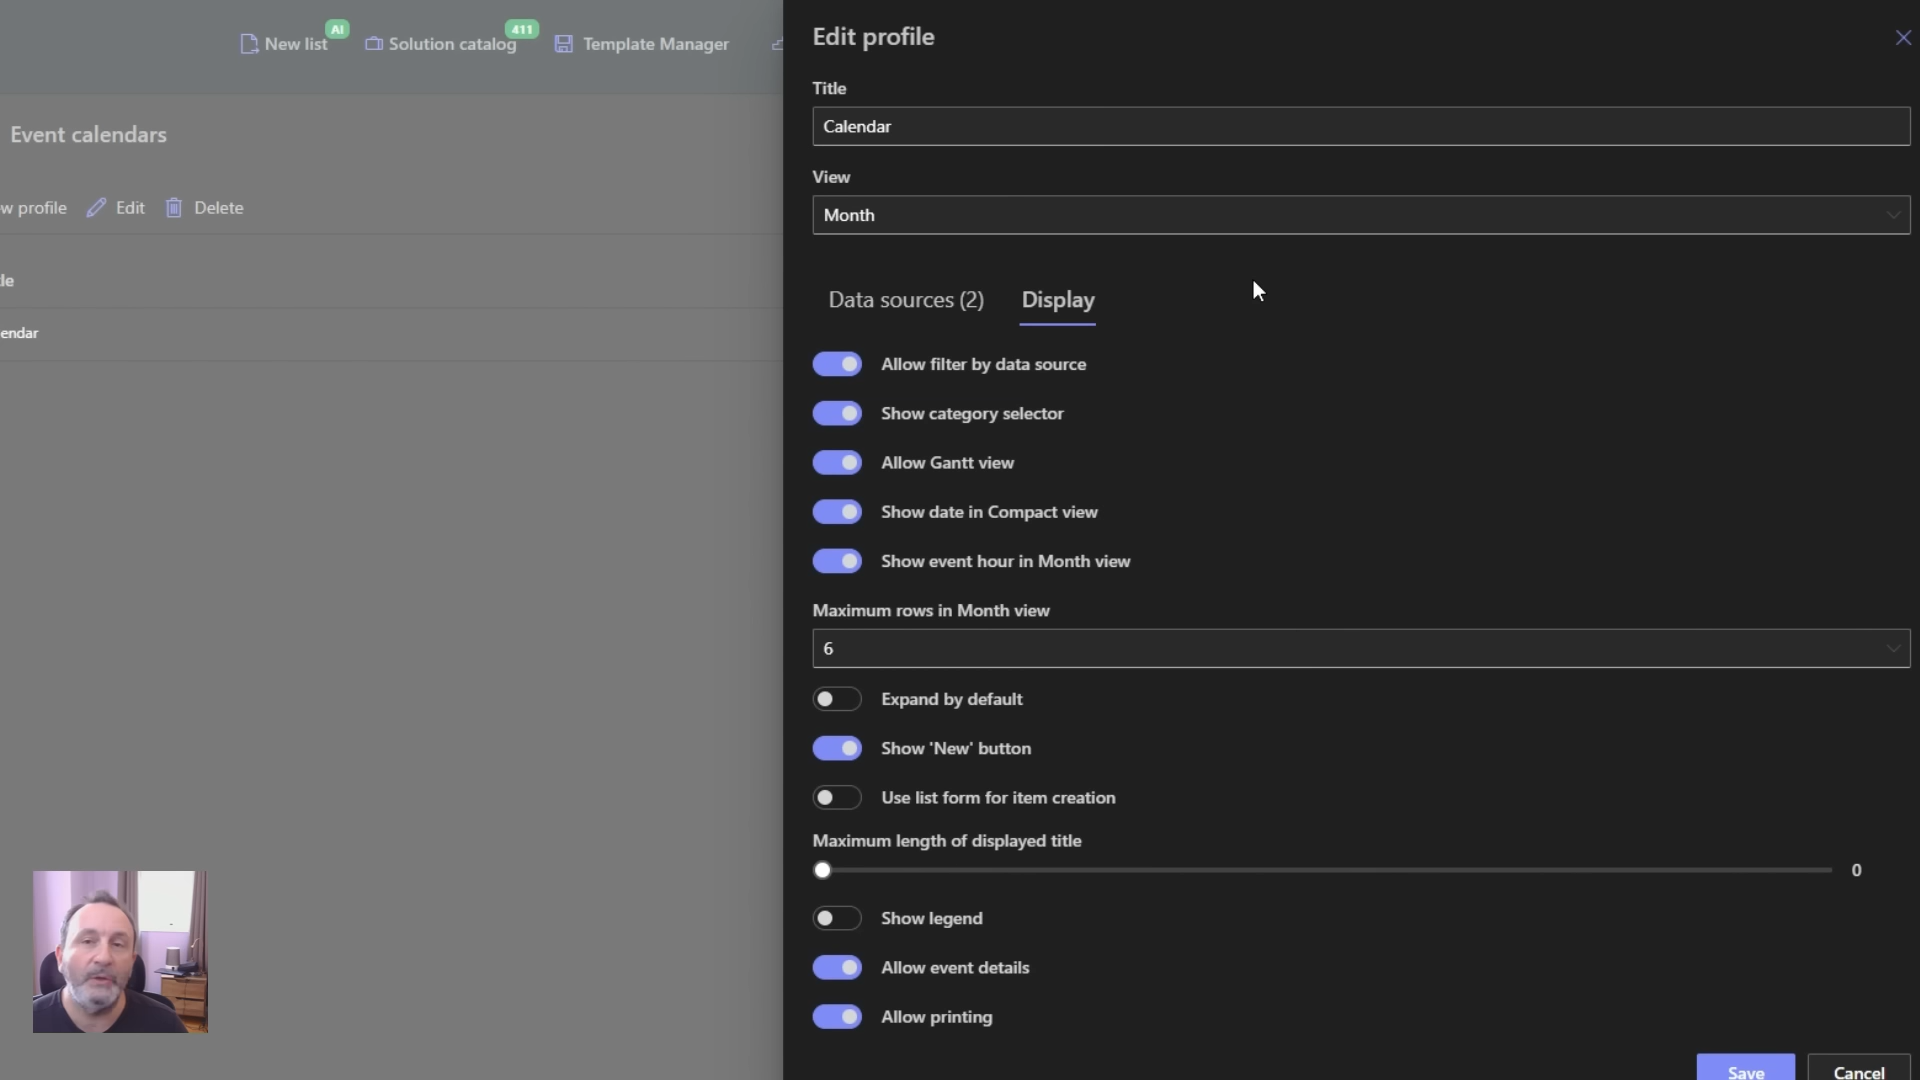 New list
AI
Solution catalog
411
Template Manager
Event calendars
w profile
Edit
Delete
le
endar
Edit profile
Title
Calendar
View
Month
Data sources (2)
Display
Allow filter by data source
Show category selector
Allow Gantt view
Show date in Compact view
Show event hour in Month view
Maximum rows in Month view
6
Expand by default
Show 'New' button
Use list form for item creation
Maximum length of displayed title
0
Show legend
Allow event details
Allow printing
Save
Cancel